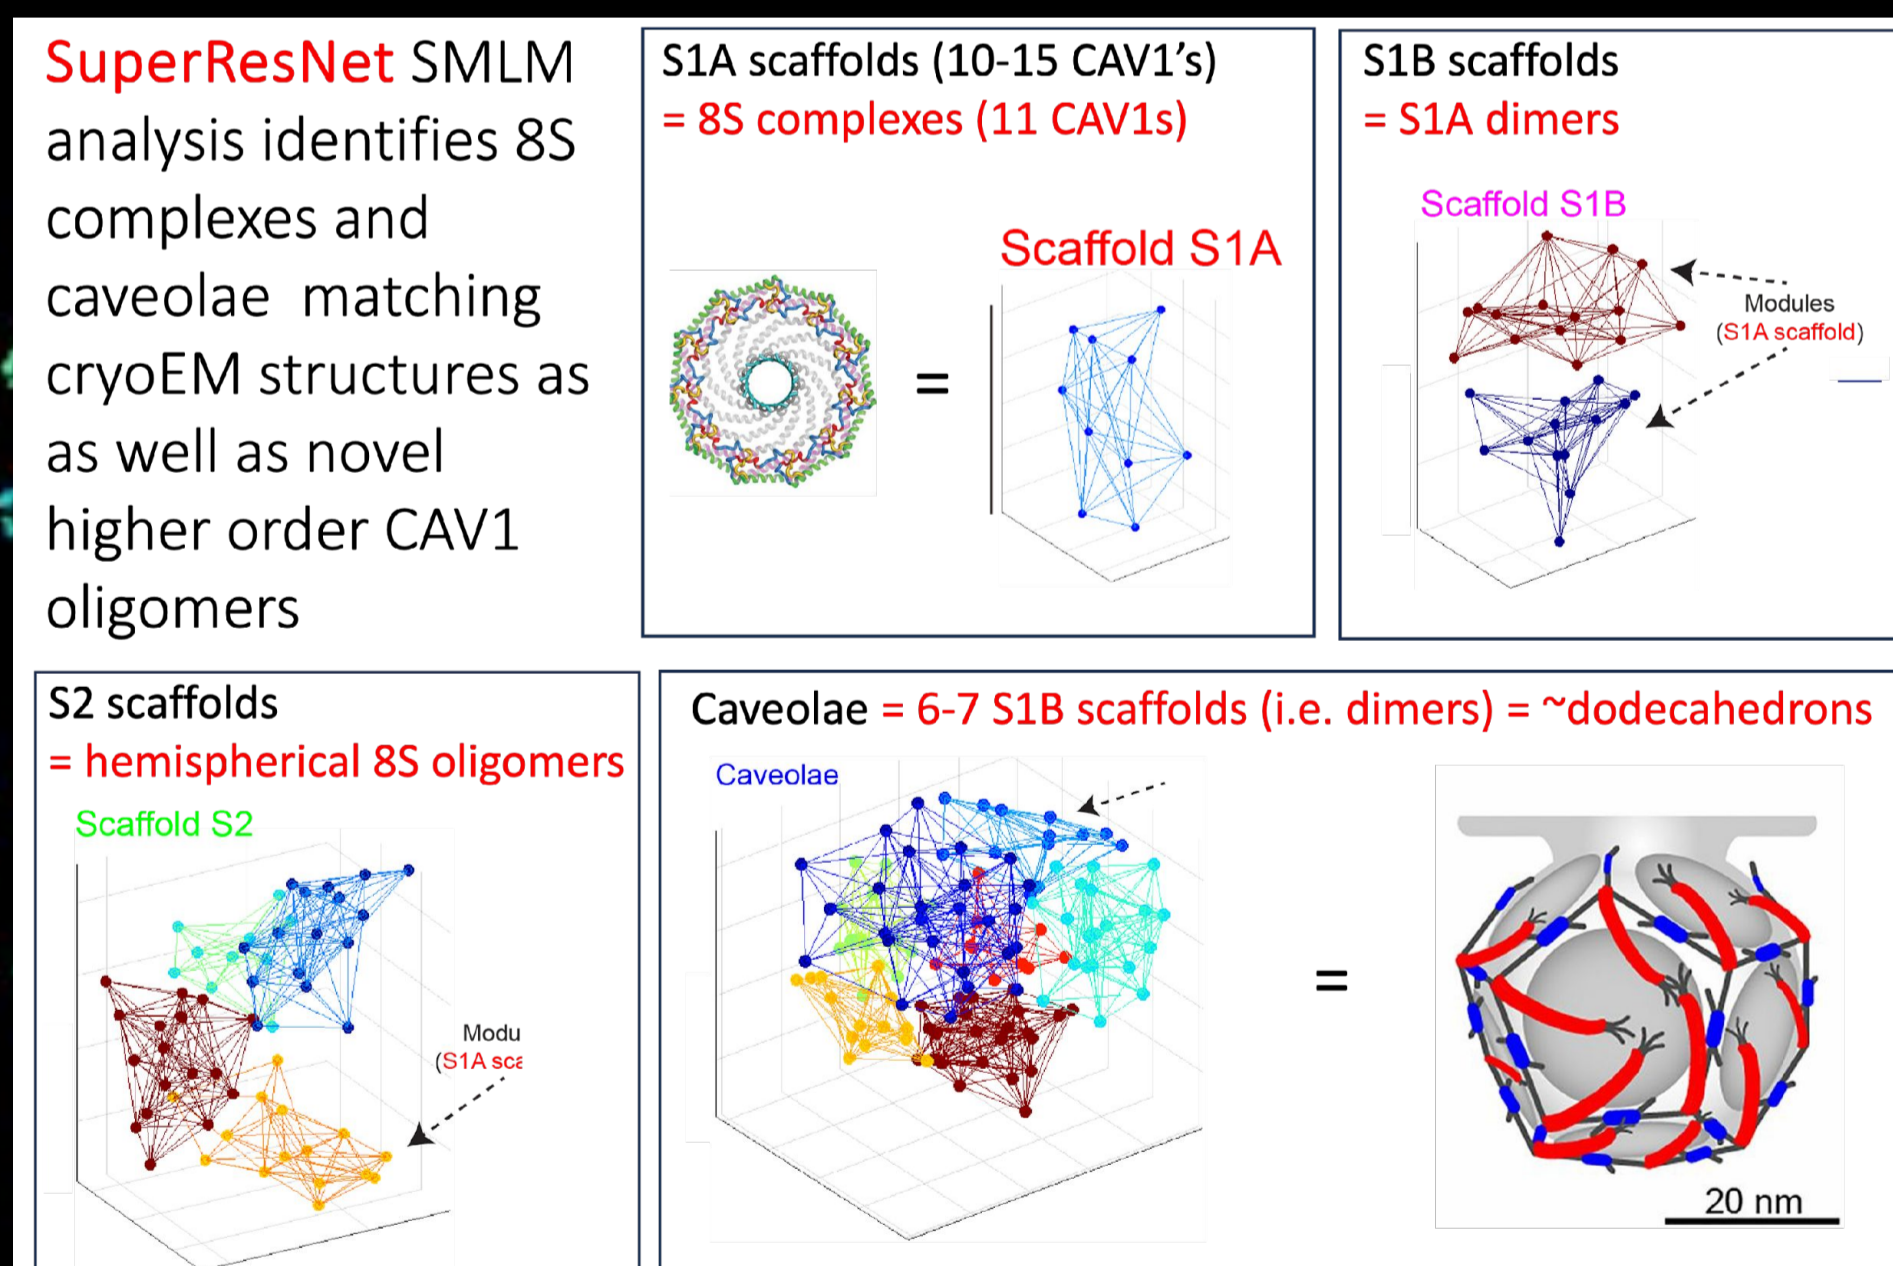 SuperResNet SMLM
analysis identifies 8S
complexes and
caveolae matching
cryoEM structures as
as well as novel
higher order CAV1
oligomers
S1A scaffolds (10-15 CAV1's)
= 8S complexes (11 CAV1s)
Scaffold S1A
=
S1B scaffolds
= S1A dimers
Scaffold S1B
Modules
(S1A scaffold)
S2 scaffolds
= hemispherical 8S oligomers
Scaffold S2
Modu
(S1A sca
Caveolae = 6-7 S1B scaffolds (i.e. dimers) = ~dodecahedrons
Caveolae
=
20 nm